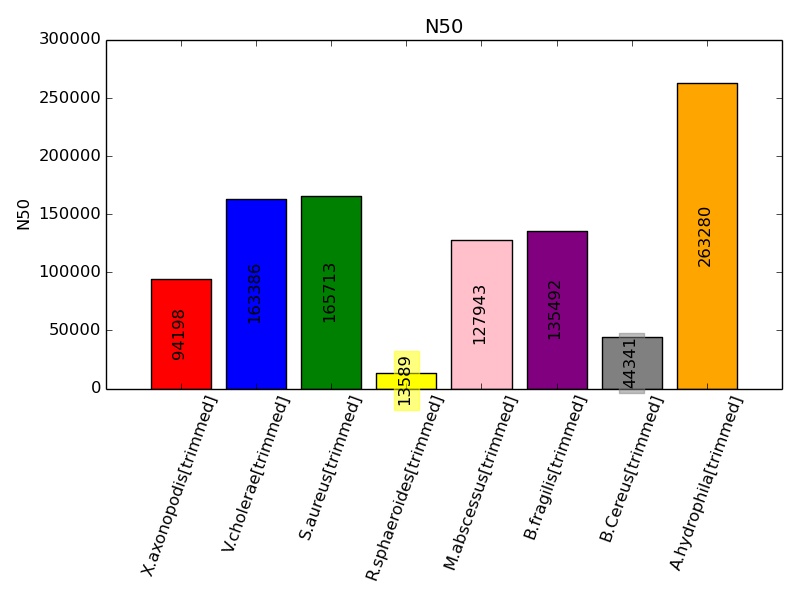 N50
300000
250000
200000
150000
100000
50000
0
N50
94198
163386
165713
13589
127943
135492
44341
263280
X.axonopodis[trimmed]
V.cholerae[trimmed]
S.aureus[trimmed]
R.sphaeroides[trimmed]
M.abscessus[trimmed]
B.fragilis[trimmed]
B.Cereus[trimmed]
A.hydrophila[trimmed]